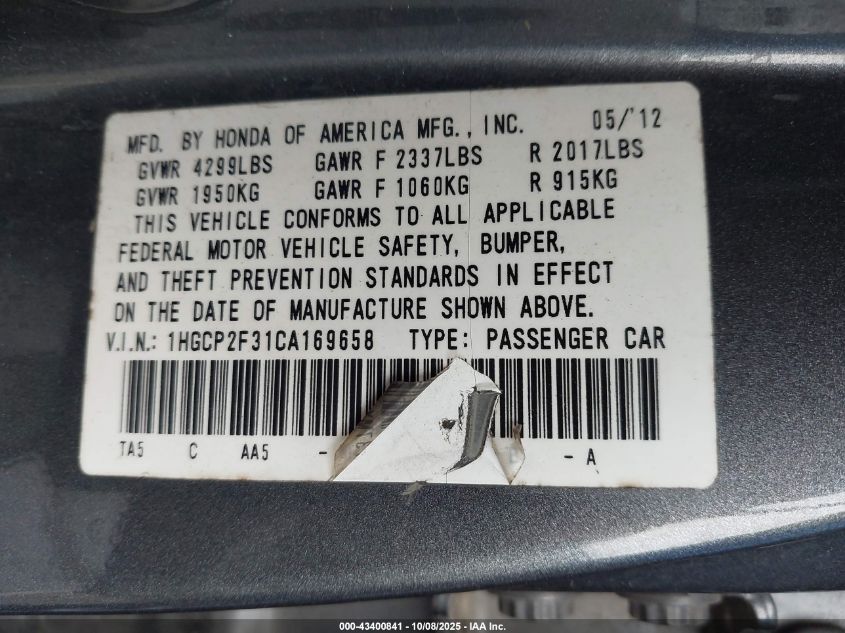 MFD. BY HONDA OF AMERICA MFG., INC. 05/'12
GVWR 4299LBS GAWR F 2337LBS R 2017LBS
GVWR 1950KG GAWR F 1060KG R 915KG
THIS VEHICLE CONFORMS TO ALL APPLICABLE
FEDERAL MOTOR VEHICLE SAFETY, BUMPER,
AND THEFT PREVENTION STANDARDS IN EFFECT
ON THE DATE OF MANUFACTURE SHOWN ABOVE.
V.I.N.: 1HGCP2F31CA169658 TYPE: PASSENGER CAR
TA5 C AA5 - - A
000-43400841 - 10/08/2025 - IAA Inc.